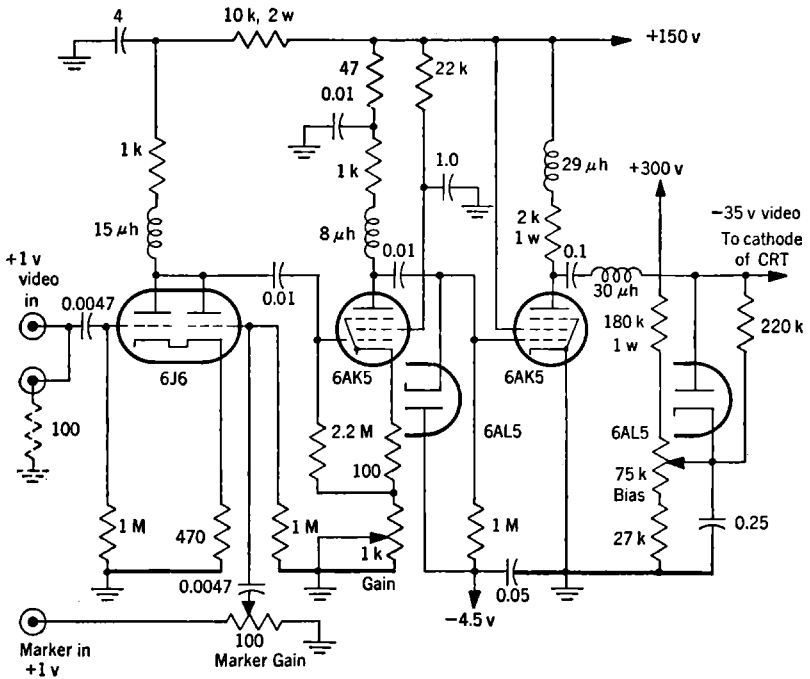 4
10 k, 2 w
+150 v
47
22 k
0.01
1 k
1 k
1.0
29 μh
+300 v
15 μh
8 μh
2 k
1 w
−35 v video
To cathode
of CRT
+1 v
video
in
0.0047
0.01
0.01
0.1
30 μh
180 k
1 w
220 k
6J6
6AK5
6AK5
100
2.2 M
100
6AL5
6AL5
75 k
Bias
1 M
470
1 M
1 k
Gain
1 M
27 k
0.25
0.0047
0.05
−4.5 v
100
Marker in
+1 v
Marker Gain